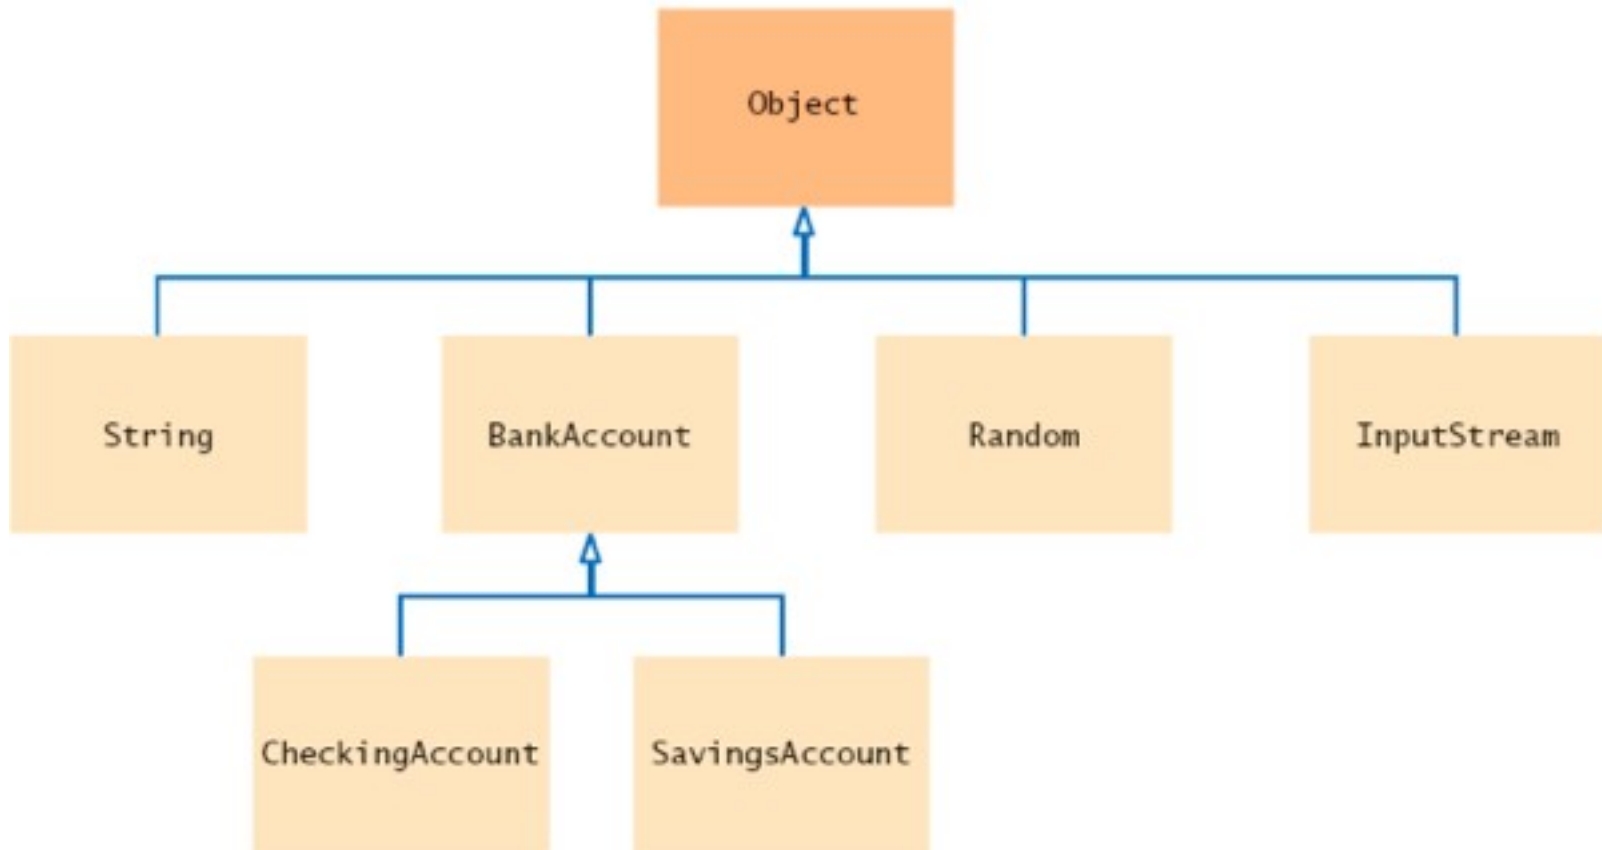 Object
String
BankAccount
Random
InputStream
CheckingAccount
SavingsAccount